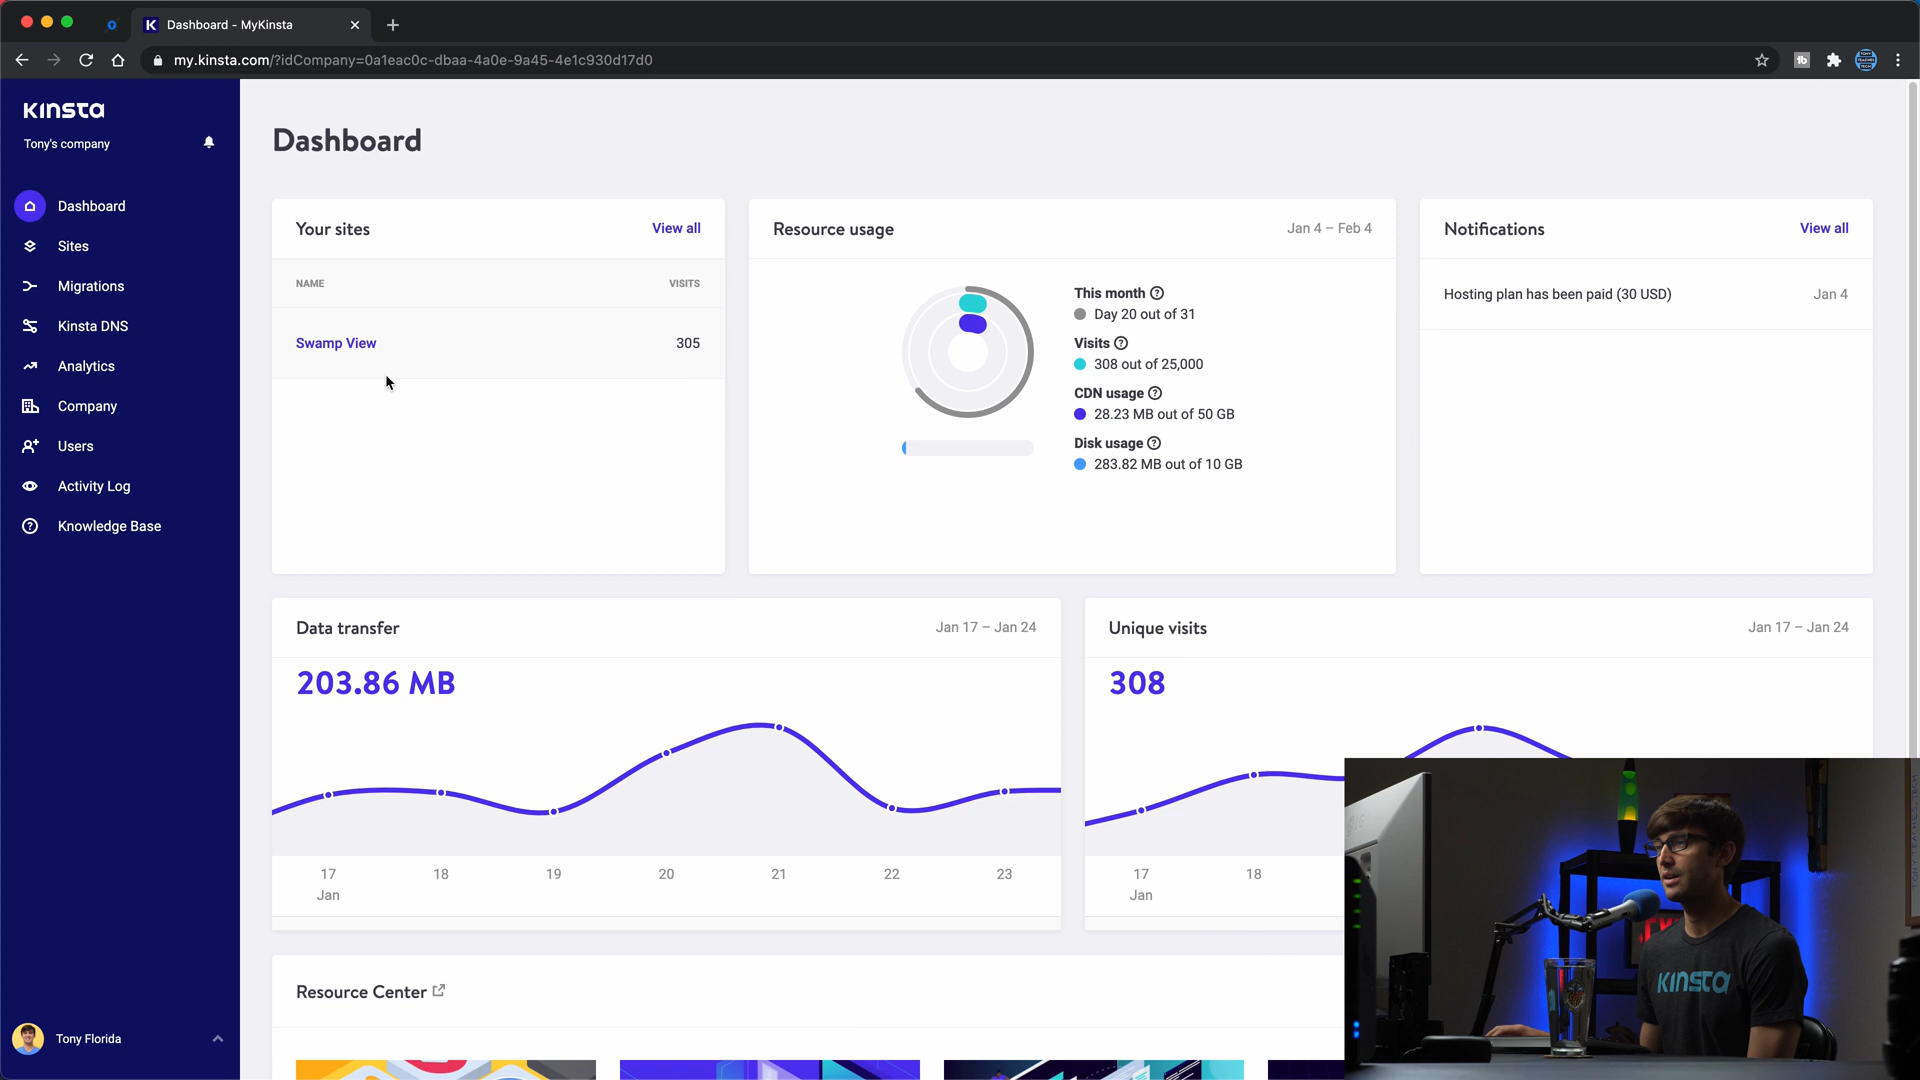 Dashboard - MyKinsta
my.kinsta.com/?idCompany=0a1eac0c-dbaa-4a0e-9a45-4e1c930d17d0
KINSTA
Tony's company
Dashboard
Sites
Migrations
Kinsta DNS
Analytics
Company
Users
Activity Log
Knowledge Base
Tony Florida
Dashboard
Your sites
View all
NAME VISITS
Swamp View 305
Resource usage
Jan 4 – Feb 4
This month
Day 20 out of 31
Visits
308 out of 25,000
CDN usage
28.23 MB out of 50 GB
Disk usage
283.82 MB out of 10 GB
Notifications
View all
Hosting plan has been paid (30 USD) Jan 4
Data transfer
Jan 17 – Jan 24
203.86 MB
17 18 19 20 21 22 23
Jan
Unique visits
Jan 17 – Jan 24
308
17 18
Jan
Resource Center
KINSTA